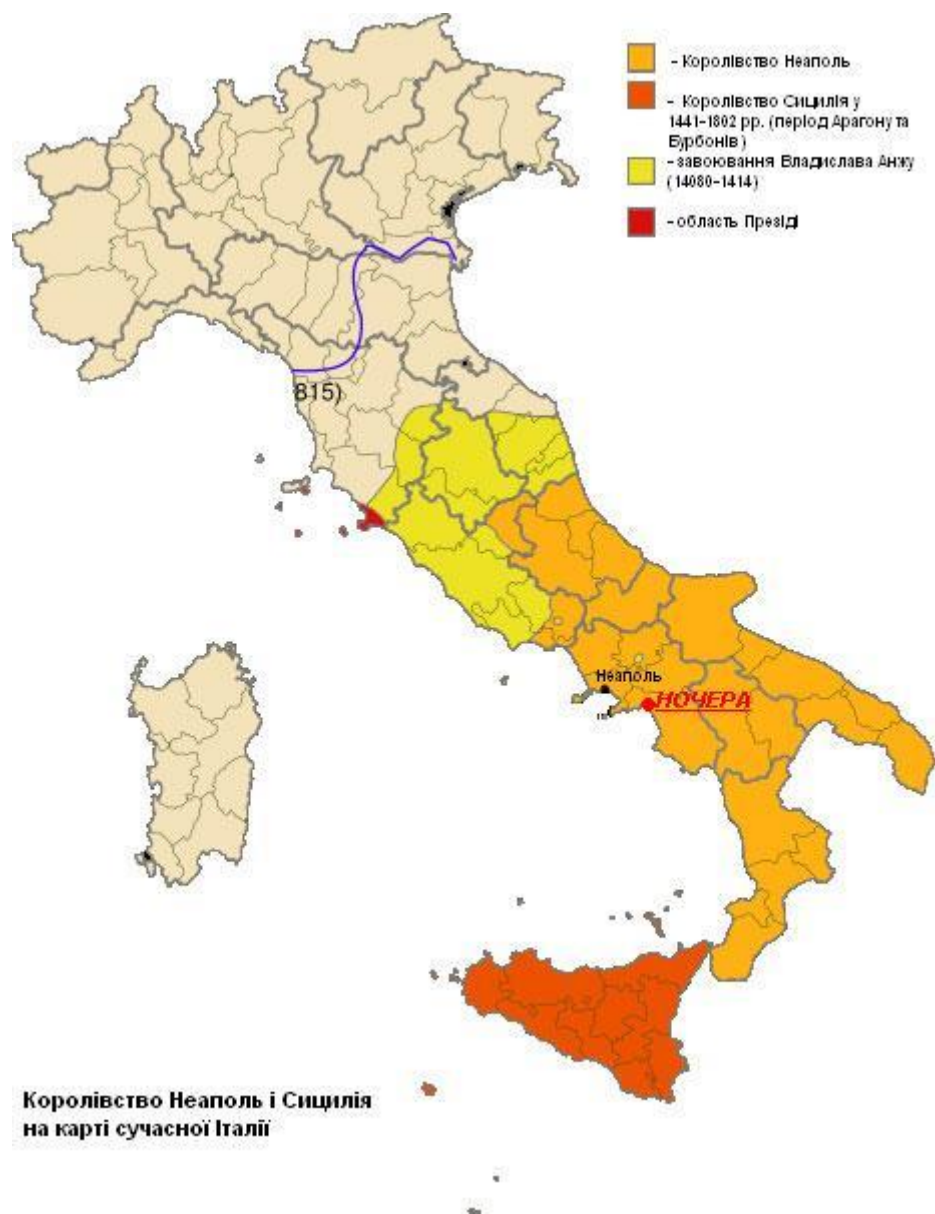 - Королівство Неаполь
- Королівство Сицилія у
1441-1802 рр. (період Арагону та
Бурбонів)
- завоювання Владислава Анжу
(14080-1414)
- область Презіді
815)
Неаполь
НОЧЕРА
Королівство Неаполь і Сицилія
на карті сучасної Італії